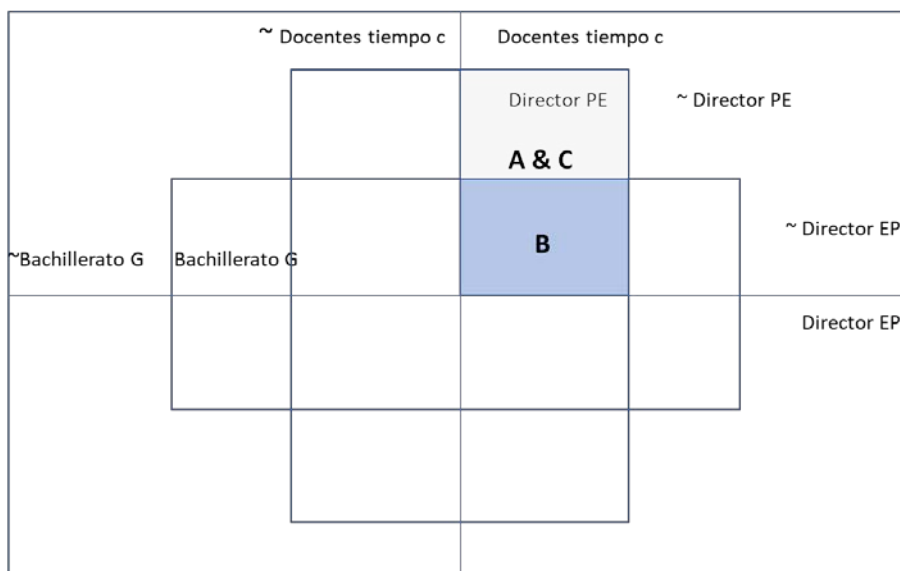 ~ Docentes tiempo c
Docentes tiempo c
Director PE
~ Director PE
A & C
~ Director EP
B
~Bachillerato G
Bachillerato G
Director EP